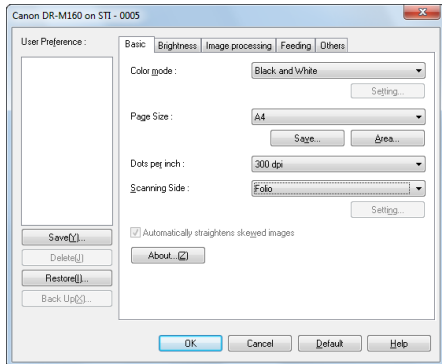 Canon DR-M160 on STI - 0005
User Preference :
Basic Brightness Image processing Feeding Others
Color mode : Black and White
Setting...
Page Size : A4
Save... Area...
Dots per inch : 300 dpi
Scanning Side : Folio
Setting...
Automatically straightens skewed images
About...(Z)
Save(Y)...
Delete(J)
Restore(I)...
Back Up(X)...
OK Cancel Default Help